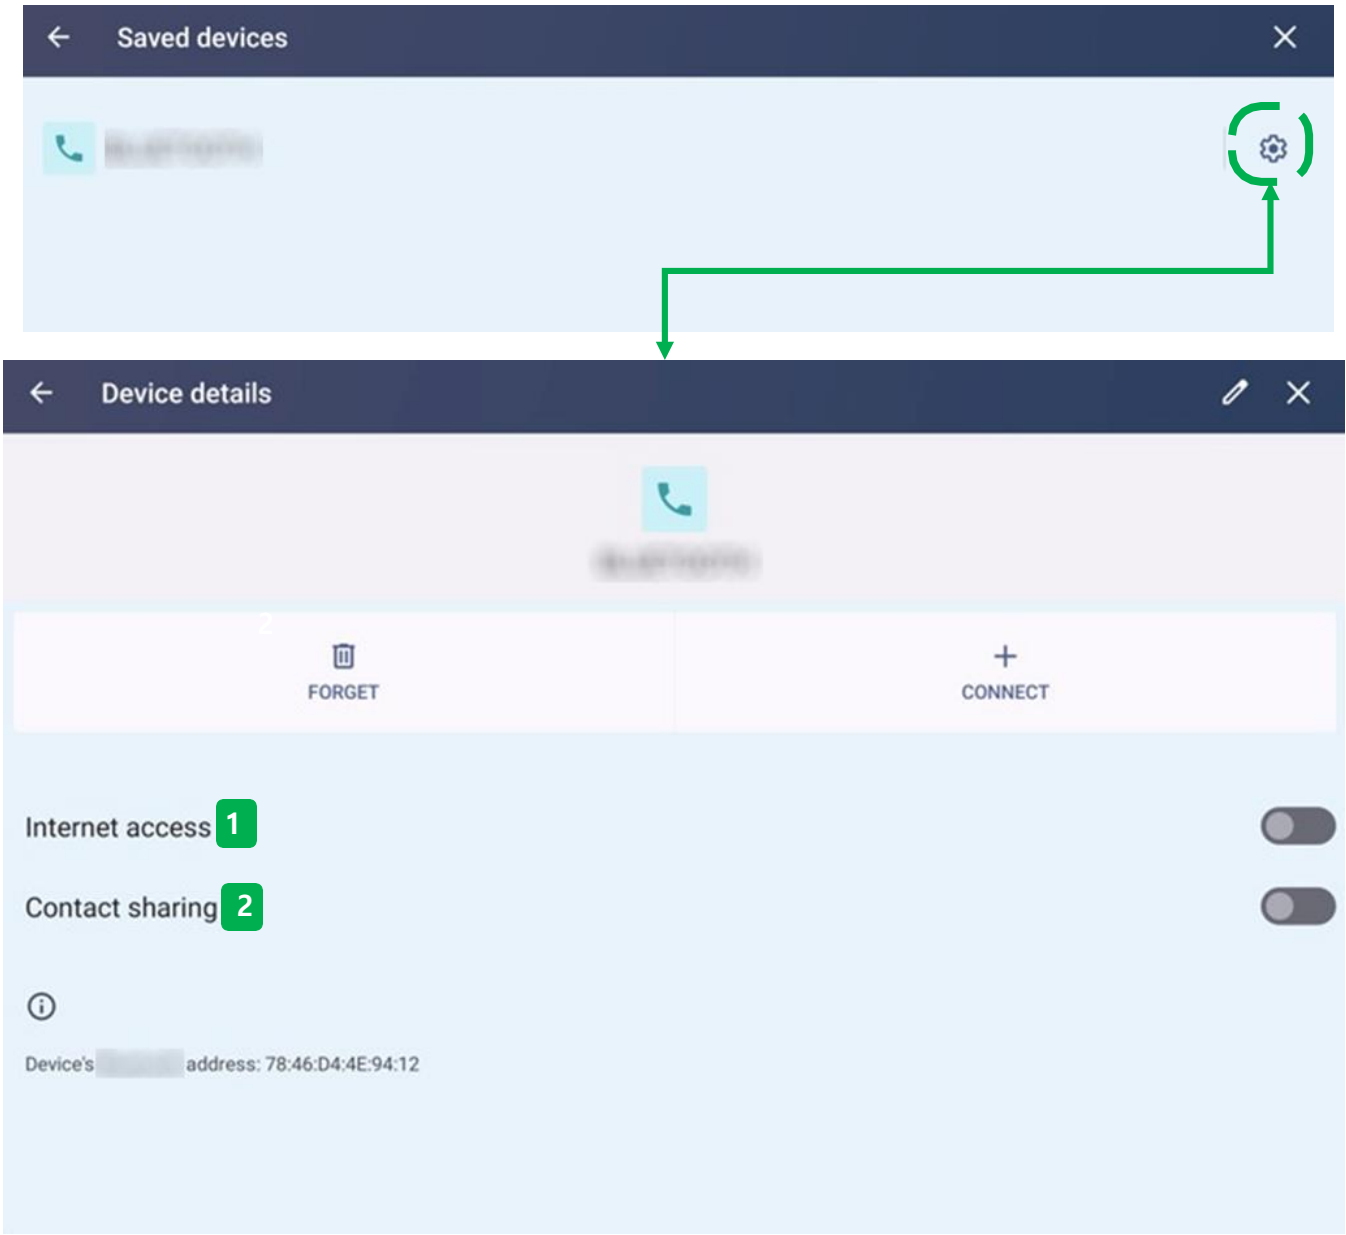 Saved devices
Device details
2
FORGET
CONNECT
Internet access 1
Contact sharing 2
Device's address: 78:46:D4:4E:94:12